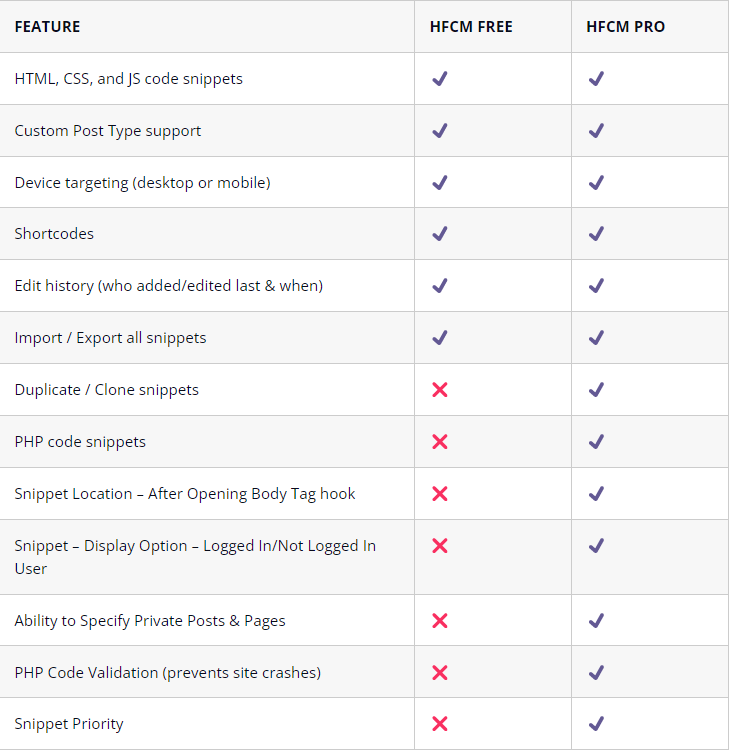 FEATURE HFCM FREE HFCM PRO
HTML, CSS, and JS code snippets
Custom Post Type support
Device targeting (desktop or mobile)
Shortcodes
Edit history (who added/edited last & when)
Import / Export all snippets
Duplicate / Clone snippets
PHP code snippets
Snippet Location – After Opening Body Tag hook
Snippet – Display Option – Logged In/Not Logged In
User
Ability to Specify Private Posts & Pages
PHP Code Validation (prevents site crashes)
Snippet Priority